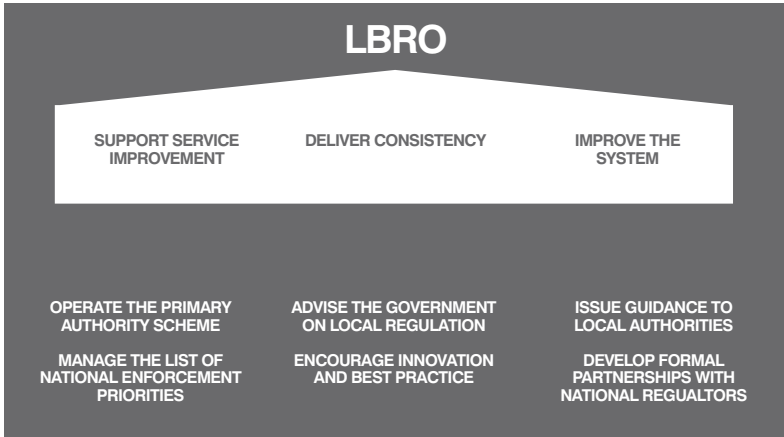 LBRO
SUPPORT SERVICE
IMPROVEMENT
DELIVER CONSISTENCY
IMPROVE THE
SYSTEM
OPERATE THE PRIMARY
AUTHORITY SCHEME
ADVISE THE GOVERNMENT
ON LOCAL REGULATION
ISSUE GUIDANCE TO
LOCAL AUTHORITIES
MANAGE THE LIST OF
NATIONAL ENFORCEMENT
PRIORITIES
ENCOURAGE INNOVATION
AND BEST PRACTICE
DEVELOP FORMAL
PARTNERSHIPS WITH
NATIONAL REGUALTORS